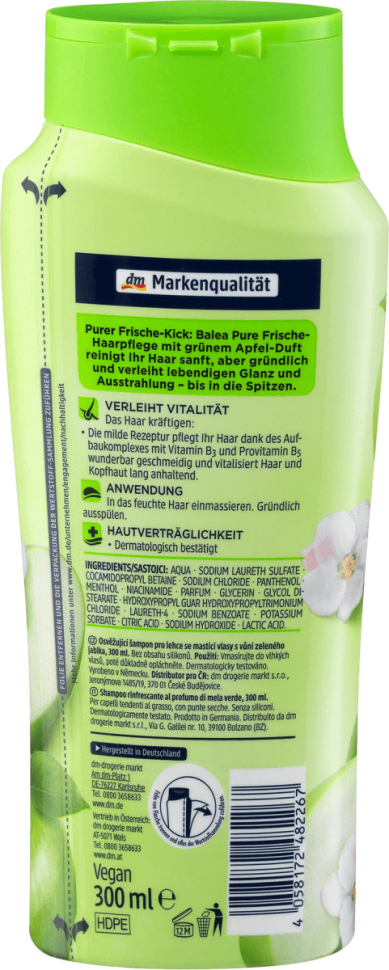 dm Markenqualität
Purer Frische-Kick: Balea Pure Frische-
Haarpflege mit grünem Apfel-Duft
reinigt Ihr Haar sanft, aber gründlich
und verleiht lebendigen Glanz und
Ausstrahlung – bis in die Spitzen.
VERLEIHT VITALITÄT
Das Haar kräftigen:
• Die milde Rezeptur pflegt Ihr Haar dank des Auf-
baukomplexes mit Vitamin B3 und Provitamin B5
wunderbar geschmeidig und vitalisiert Haar und
Kopfhaut lang anhaltend.
ANWENDUNG
In das feuchte Haar einmassieren. Gründlich
ausspülen.
HAUTVERTRÄGLICHKEIT
• Dermatologisch bestätigt
INGREDIENTS/SASTOJCI: AQUA · SODIUM LAURETH SULFATE ·
COCAMIDOPROPYL BETAINE · SODIUM CHLORIDE · PANTHENOL ·
MENTHOL · NIACINAMIDE · PARFUM · GLYCERIN · GLYCOL DI-
STEARATE · HYDROXYPROPYL GUAR HYDROXYPROPYLTRIMONIUM
CHLORIDE · LAURETH-4 · SODIUM BENZOATE · POTASSIUM
SORBATE · CITRIC ACID · SODIUM HYDROXIDE · LACTIC ACID.
Osvěžující šampon pro lehce se mastící vlasy s vůní zeleného
jablka, 300 ml. Bez obsahu silikonů. Použití: Vmasírujte do vlhkých
vlasů, poté důkladně opláchněte. Dermatologicky testováno.
Vyrobeno v Německu. Distributor pro ČR: dm drogerie markt s.r.o.,
Jeronýmova 1485/19, 370 01 České Budějovice.
Shampoo rinfrescante al profumo di mela verde, 300 ml.
Per capelli tendenti al grasso, con punte secche. Senza siliconi.
Dermatologicamente testato. Prodotto in Germania. Distribuito da dm
drogerie markt s.r.l., Via G. Galilei nr. 10, 39100 Bolzano (BZ).
Hergestellt in Deutschland
dm-drogerie markt
Am dm-Platz 1
DE-76227 Karlsruhe
Tel. 0800 3658633
www.dm.de
Vertrieb in Österreich:
dm drogerie markt
AT-5071 Wals
Tel. 0800 3658633
www.dm.at
Vegan
300 ml e
HDPE
12M
4 058172 482267
FOLIE ENTFERNEN UND DIE VERPACKUNG DER WERTSTOFF-SAMMLUNG ZUFÜHREN
Mehr Informationen unter www.dm.de/unternehmen/engagement/nachhaltigkeit